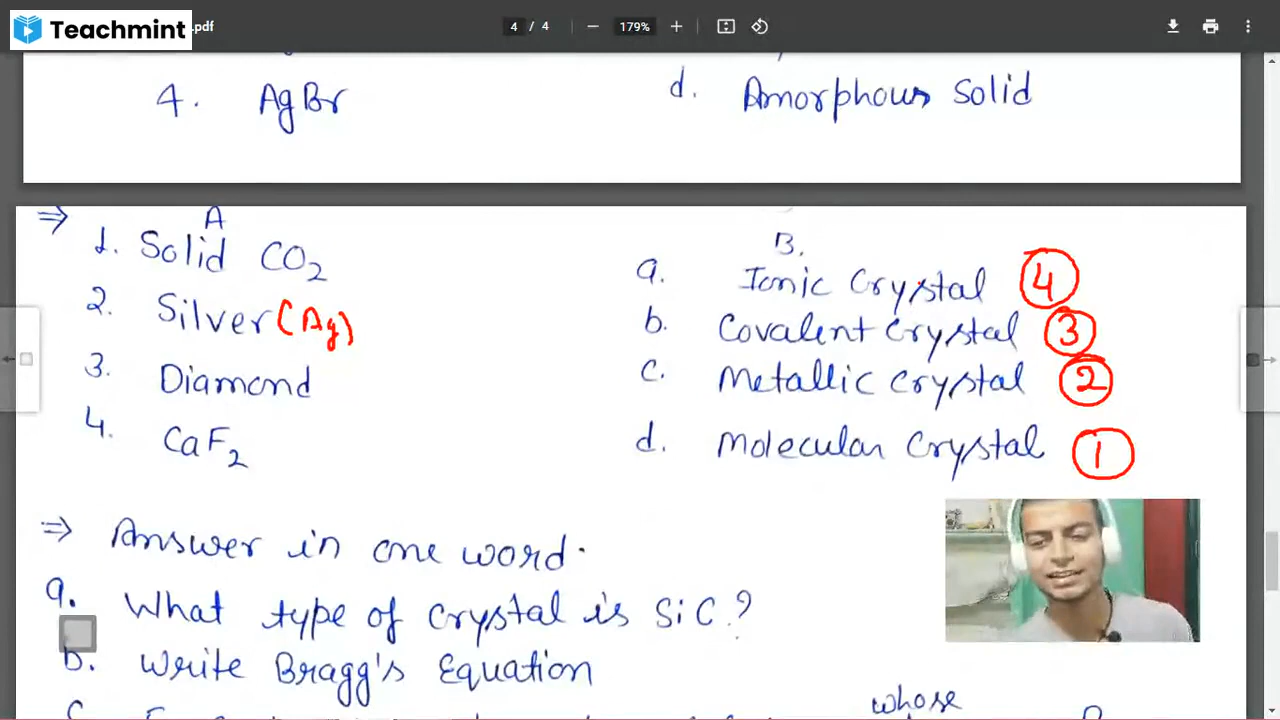 Teachmint
.pdf
4 / 4
179%
4. AgBr
d. Amorphous Solid
⇒ A
1. Solid CO2
2. Silver (Ag)
3. Diamond
4. CaF2
B.
a. Ionic Crystal 4
b. Covalent Crystal 3
c. Metallic Crystal 2
d. Molecular Crystal 1
⇒ Answer in one word.
a. What type of Crystal is SiC?
b. Write Bragg's Equation
whose